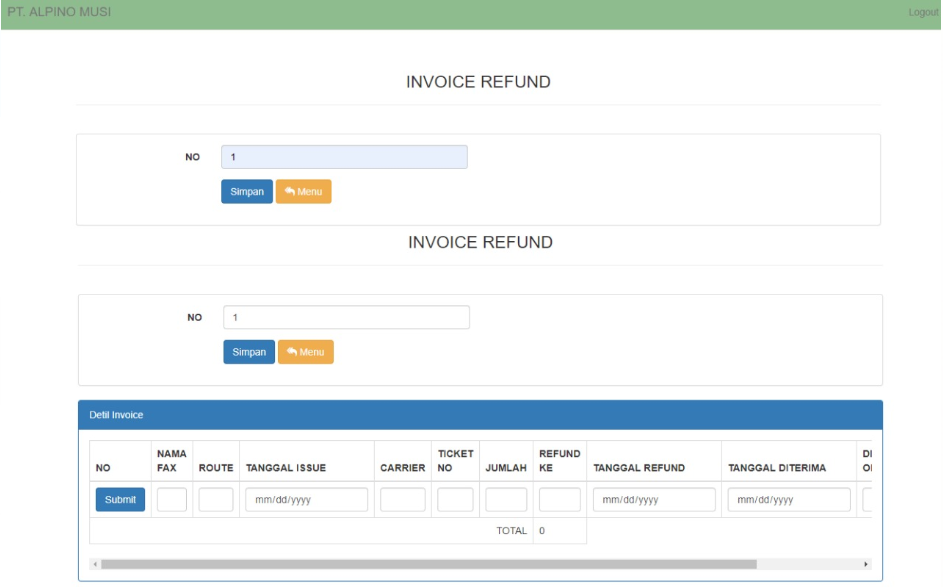 PT. ALPINO MUSI
Logout
INVOICE REFUND
NO 1
Simpan Menu
INVOICE REFUND
NO 1
Simpan Menu
Detil Invoice
NO NAMA FAX ROUTE TANGGAL ISSUE CARRIER TICKET NO JUMLAH REFUND KE TANGGAL REFUND TANGGAL DITERIMA
Submit mm/dd/yyyy mm/dd/yyyy mm/dd/yyyy
TOTAL 0